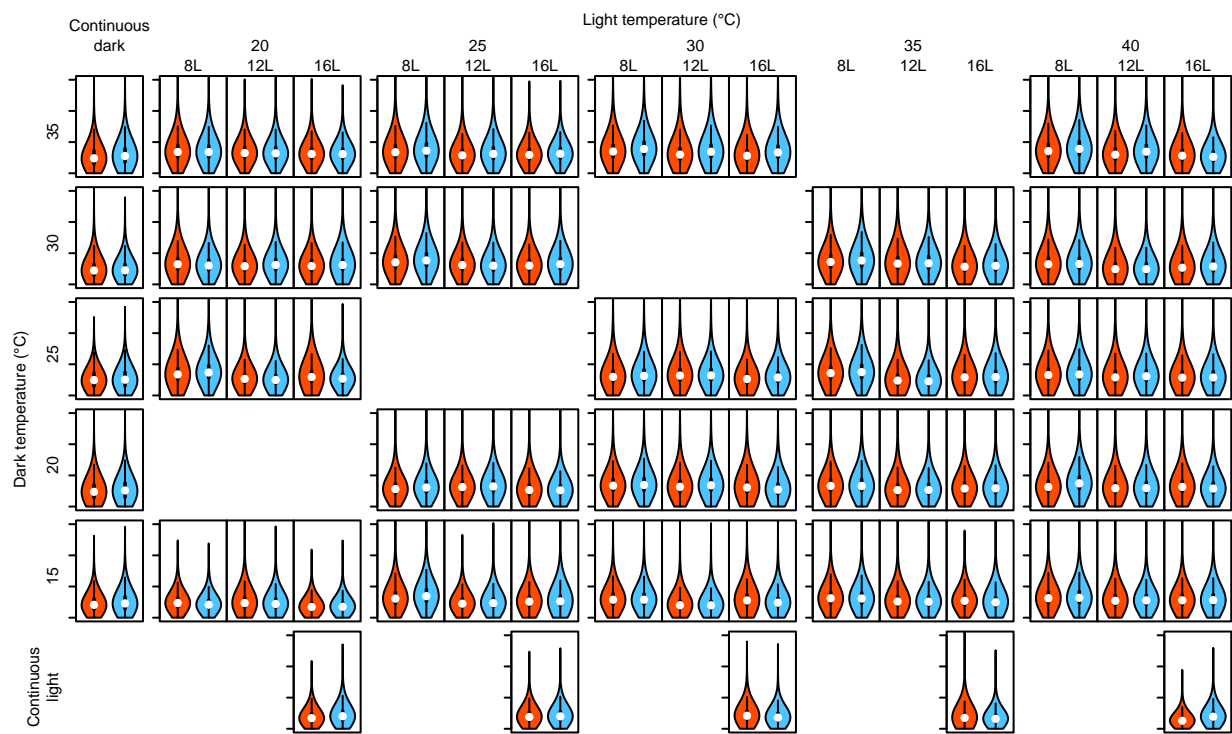 Light temperature (°C)
Continuous
dark
20 25 30 35 40
8L 12L 16L 8L 12L 16L 8L 12L 16L 8L 12L 16L 8L 12L 16L
Dark temperature (°C)
35
30
25
20
15
Continuous
light